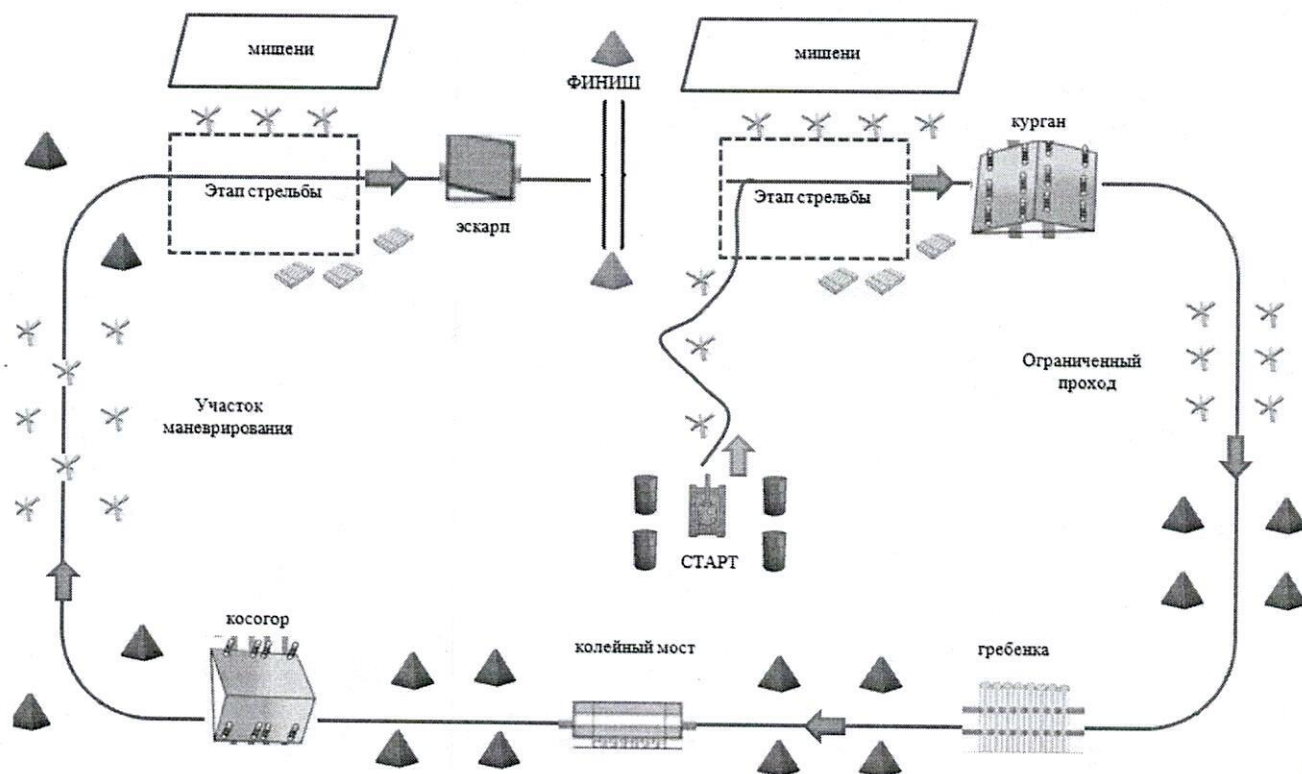 мишени
ФИНИШ
мишени
курган
Этап стрельбы
эскарп
Этап стрельбы
Ограниченный
проход
Участок
маневрирования
СТАРТ
косогор
колейный мост
гребенка